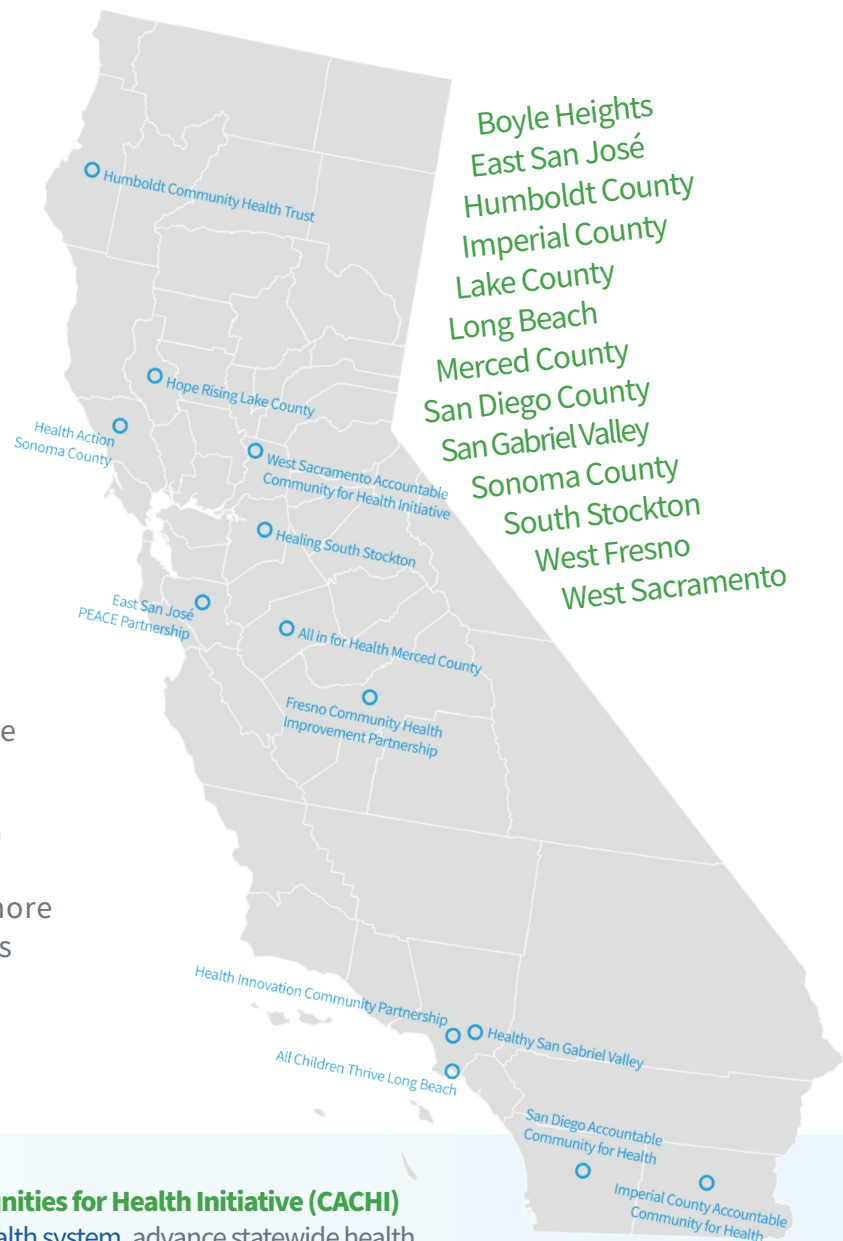 Boyle Heights
East San José
Humboldt County
Imperial County
Lake County
Long Beach
Merced County
San Diego County
San Gabriel Valley
Sonoma County
South Stockton
West Fresno
West Sacramento
Humboldt Community Health Trust
Hope Rising Lake County
Health Action
Sonoma County
West Sacramento Accountable
Community for Health Initiative
Healing South Stockton
East San José
PEACE Partnership
All in for Health Merced County
Fresno Community Health
Improvement Partnership
Health Innovation Community Partnership
Healthy San Gabriel Valley
All Children Thrive Long Beach
San Diego Accountable
Community for Health
Imperial County Accountable
Community for Health
e
nore
s
nities for Health Initiative (CACHI)
alth system, advance statewide health